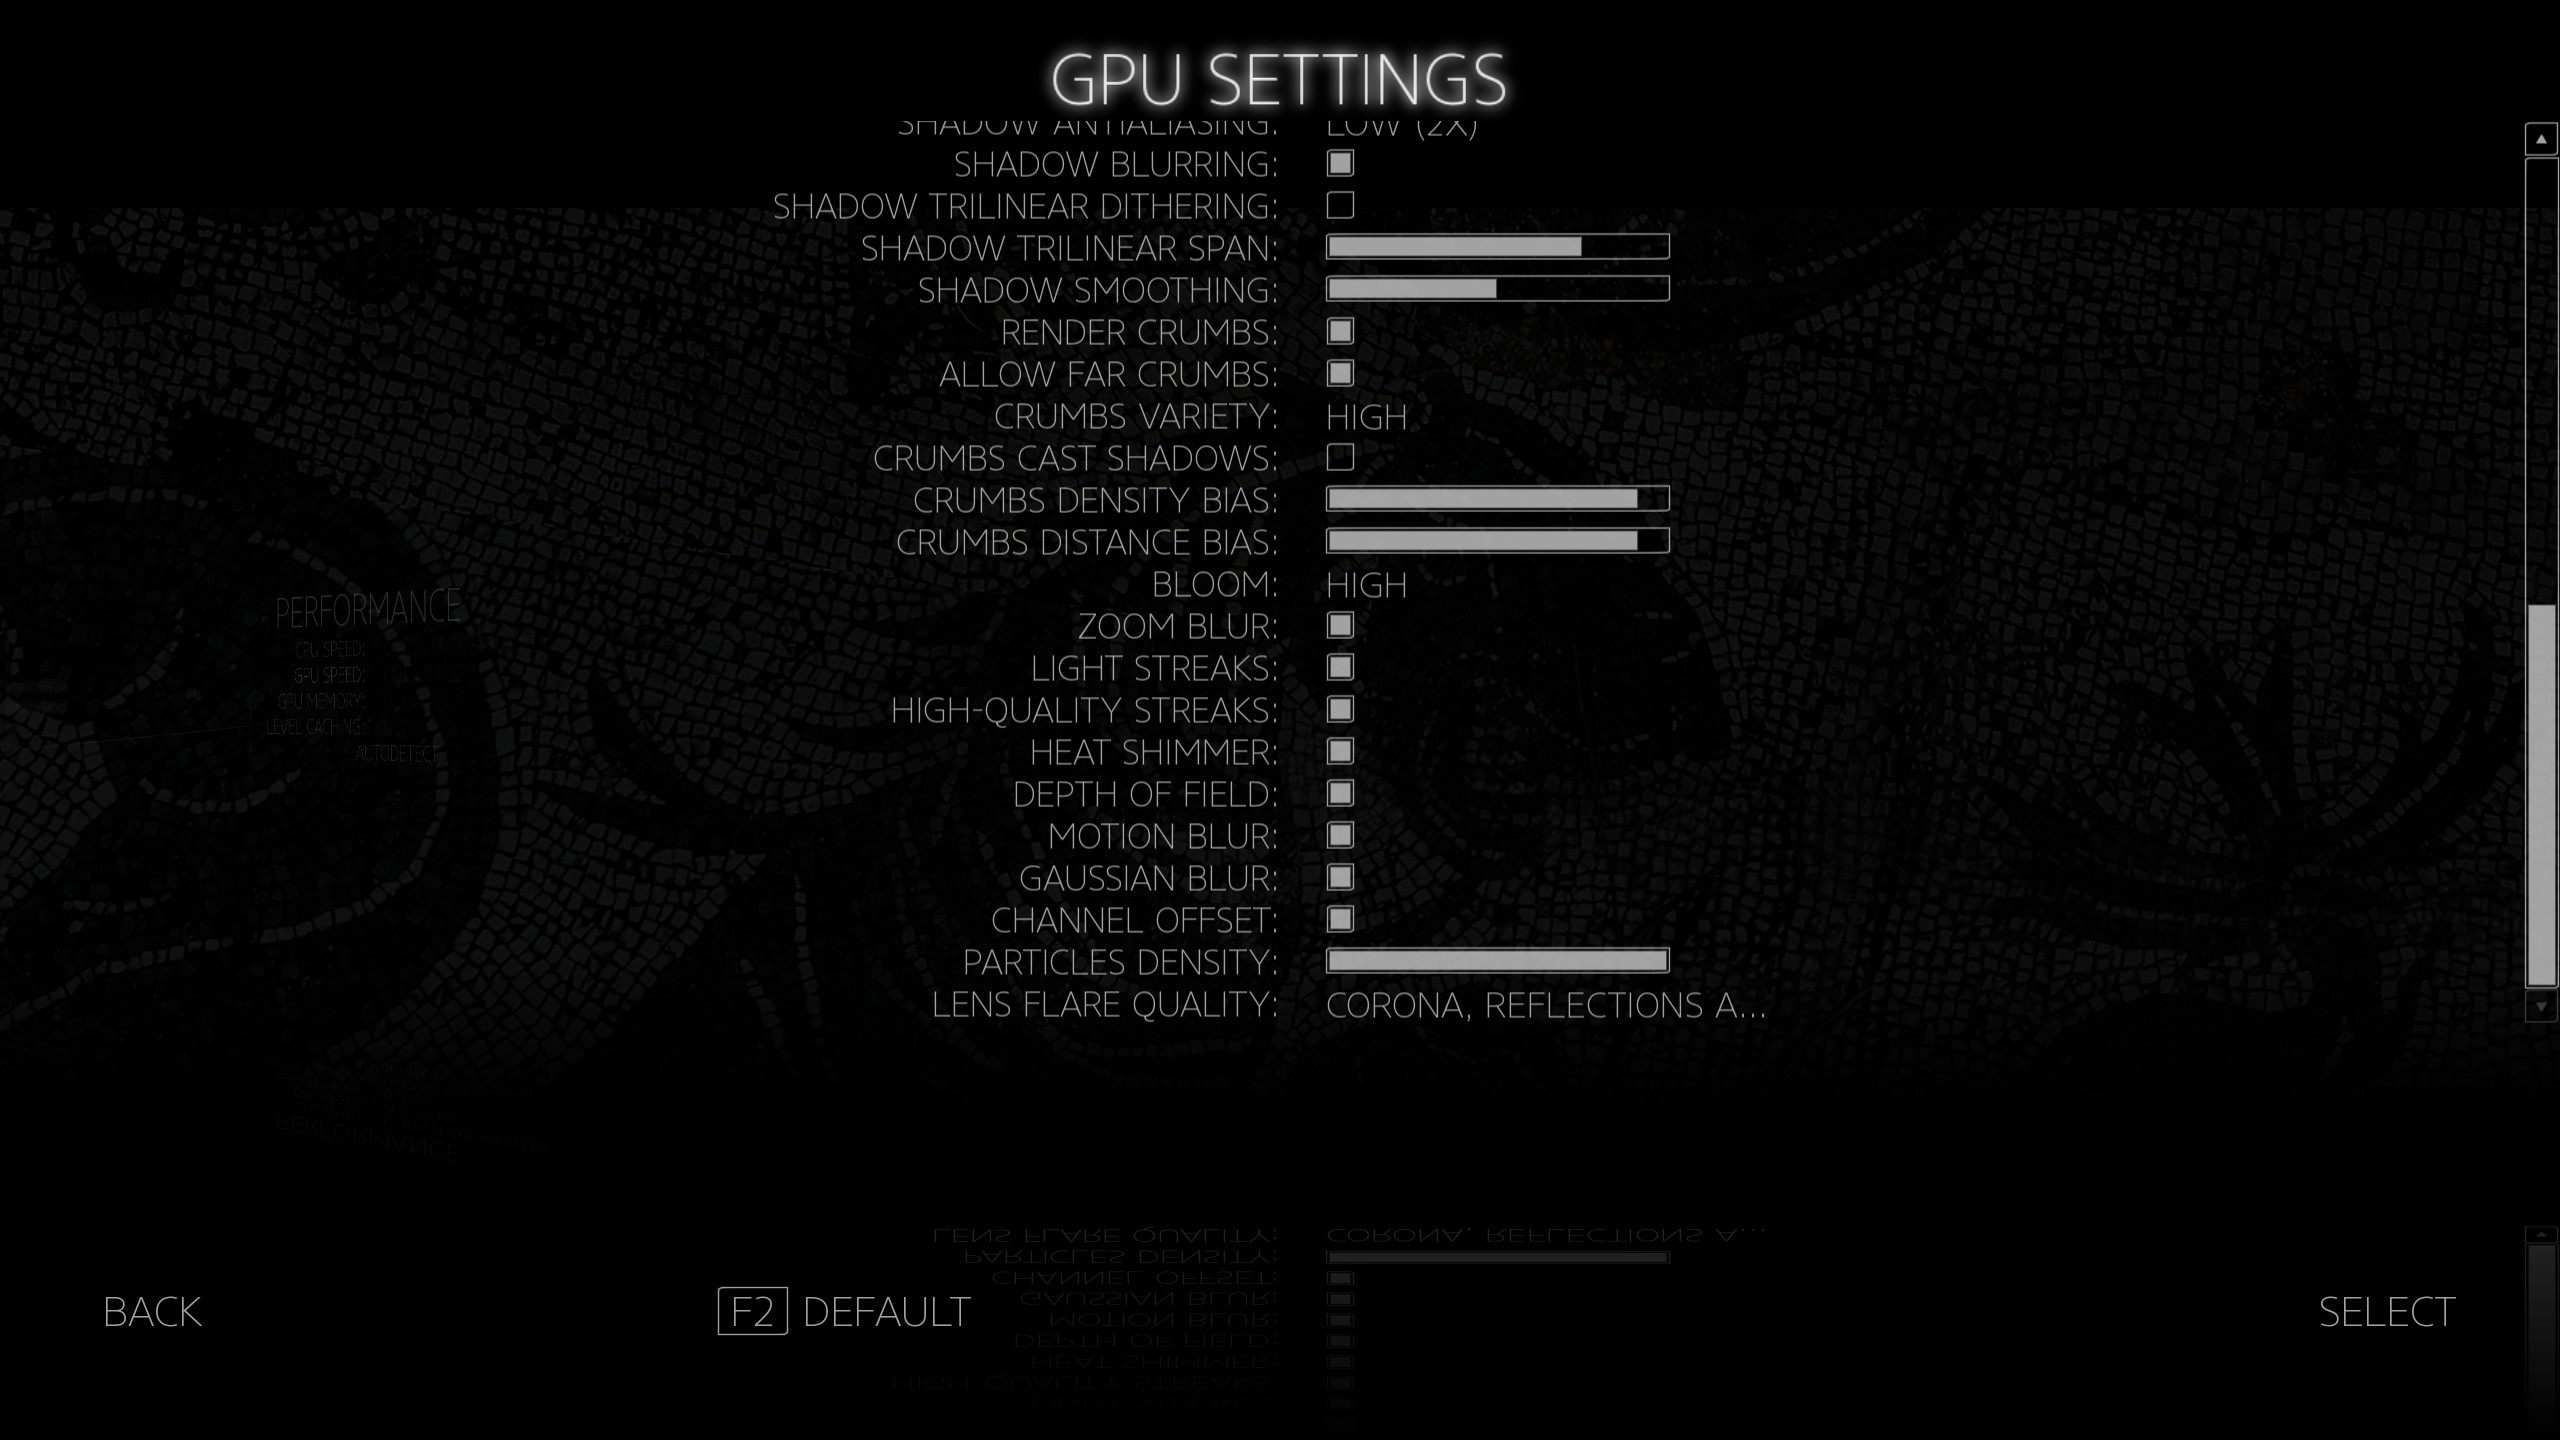 GPU SETTINGS
SHADOW ANTIALIASING: LOW (2X)
SHADOW BLURRING:
SHADOW TRILINEAR DITHERING:
SHADOW TRILINEAR SPAN:
SHADOW SMOOTHING:
RENDER CRUMBS:
ALLOW FAR CRUMBS:
CRUMBS VARIETY: HIGH
CRUMBS CAST SHADOWS:
CRUMBS DENSITY BIAS:
CRUMBS DISTANCE BIAS:
BLOOM: HIGH
ZOOM BLUR:
LIGHT STREAKS:
HIGH-QUALITY STREAKS:
HEAT SHIMMER:
DEPTH OF FIELD:
MOTION BLUR:
GAUSSIAN BLUR:
CHANNEL OFFSET:
PARTICLES DENSITY:
LENS FLARE QUALITY: CORONA, REFLECTIONS A...
PERFORMANCE
CPU SPEED:
GPU SPEED:
GPU MEMORY:
LEVEL CACHING:
AUTODETECT
BACK
F2 DEFAULT
SELECT